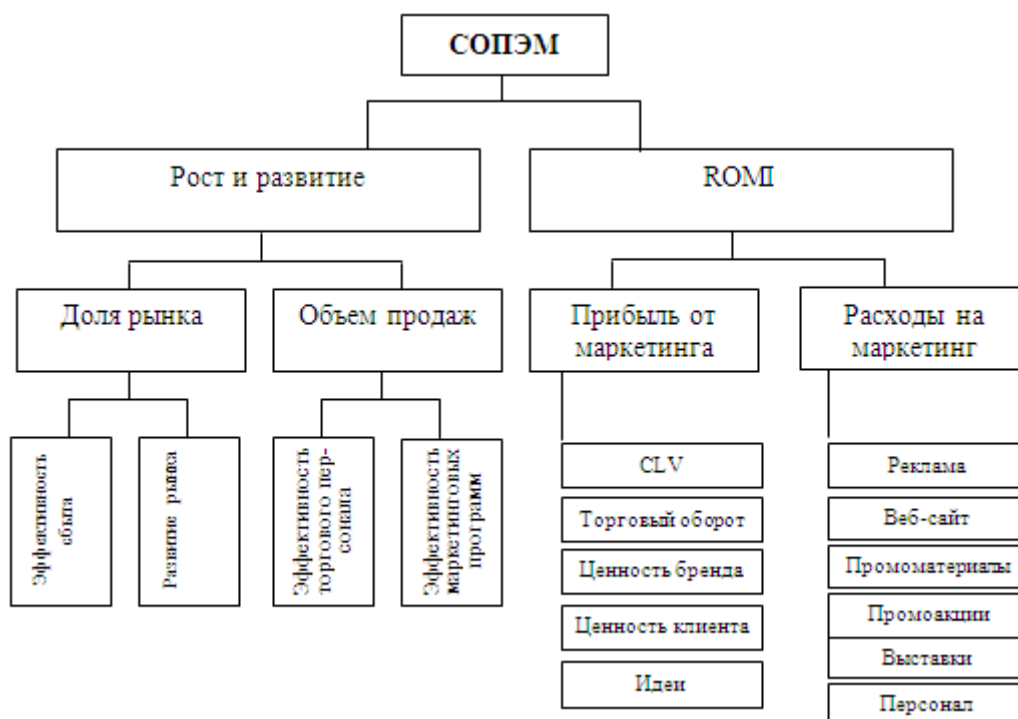 СОПЭМ
Рост и развитие
ROMI
Доля рынка
Объем продаж
Прибыль от
маркетинга
Расходы на
маркетинг
Эффективность
сбыта
Развитие рынка
Эффективность
торгового пер-
сонала
Эффективность
маркетинговых
программ
CLV
Торговый оборот
Ценность бренда
Ценность клиента
Идеи
Реклама
Веб-сайт
Промоматериалы
Промоакции
Выставки
Персонал